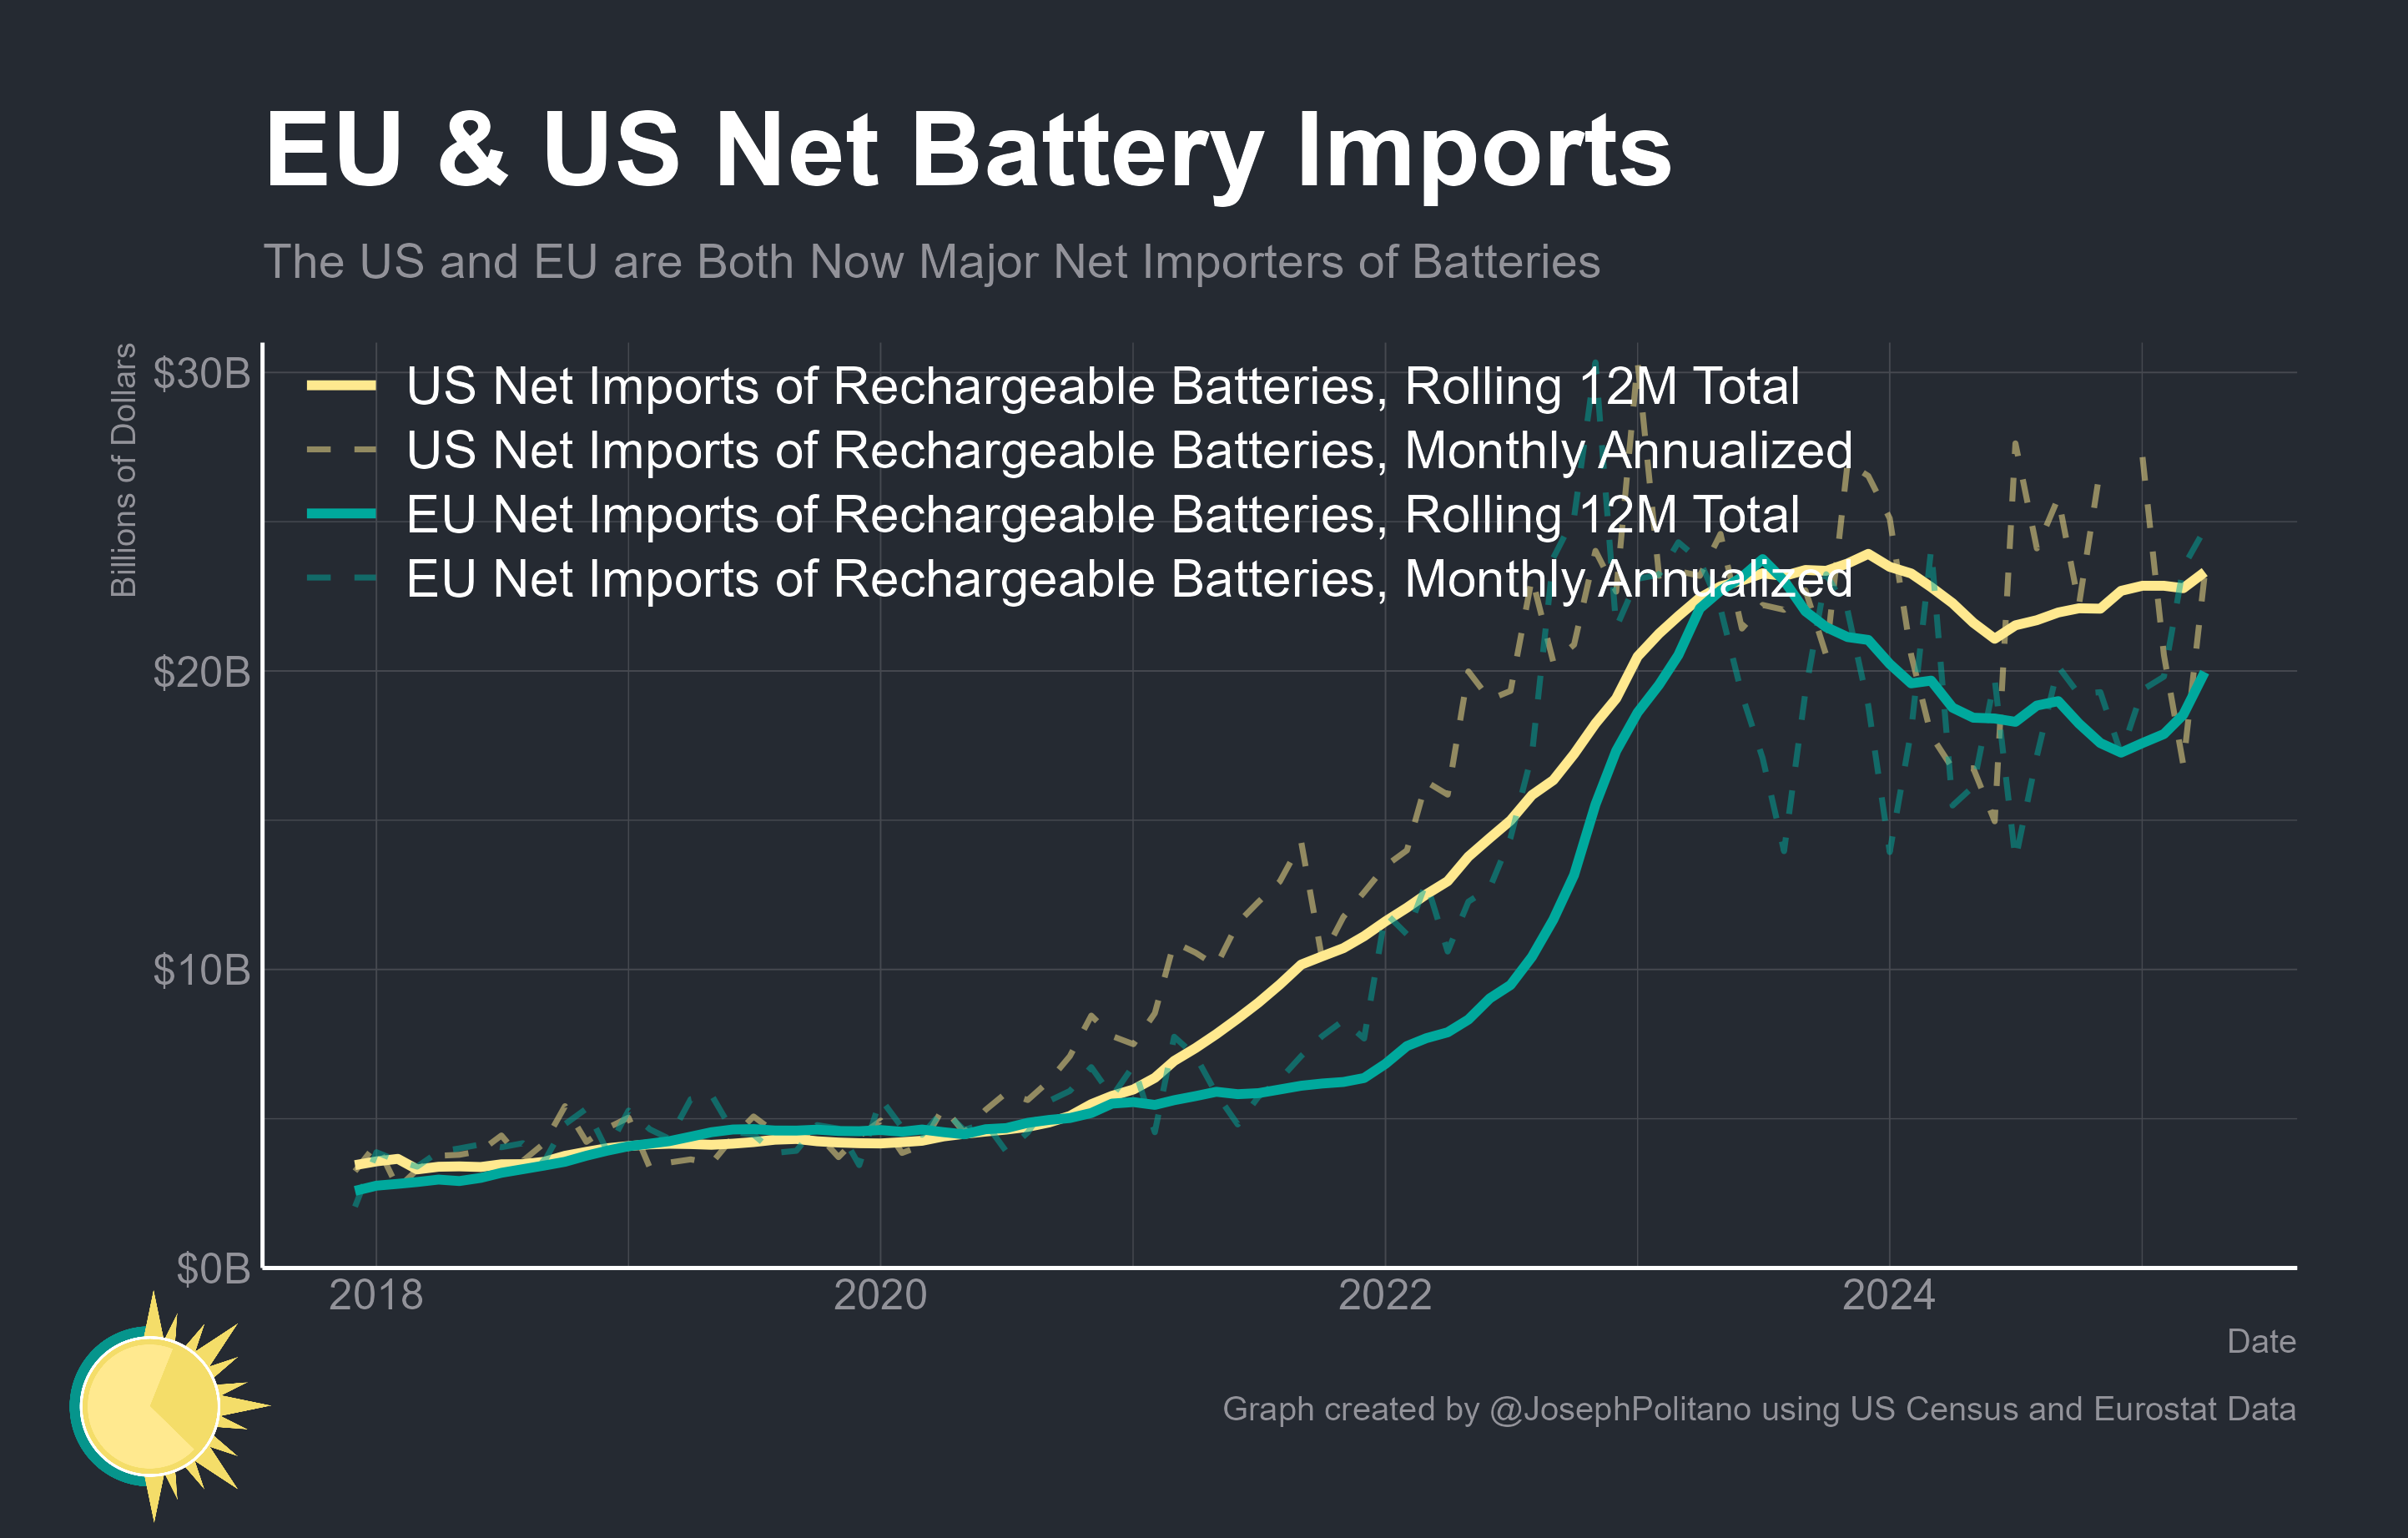 EU & US Net Battery Imports
The US and EU are Both Now Major Net Importers of Batteries
Billions of Dollars
$30B
$20B
$10B
$0B
US Net Imports of Rechargeable Batteries, Rolling 12M Total
US Net Imports of Rechargeable Batteries, Monthly Annualized
EU Net Imports of Rechargeable Batteries, Rolling 12M Total
EU Net Imports of Rechargeable Batteries, Monthly Annualized
2018 2020 2022 2024
Date
Graph created by @JosephPolitano using US Census and Eurostat Data